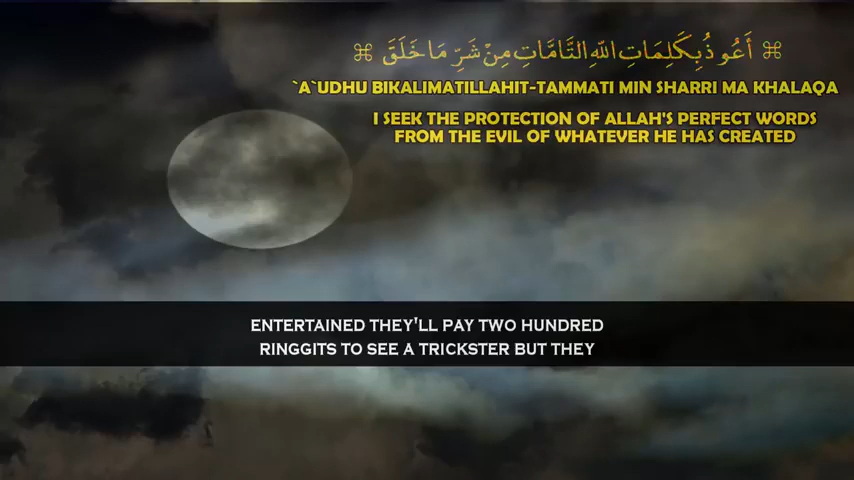 ⌘ أَعُوذُ بِكَلِمَاتِ اللّٰهِ التَّامَّاتِ مِنْ شَرِّ مَا خَلَقَ ⌘
`A`UDHU BIKALIMATILLAHIT-TAMMATI MIN SHARRI MA KHALAQA
I SEEK THE PROTECTION OF ALLAH'S PERFECT WORDS
FROM THE EVIL OF WHATEVER HE HAS CREATED
ENTERTAINED THEY'LL PAY TWO HUNDRED
RINGGITS TO SEE A TRICKSTER BUT THEY